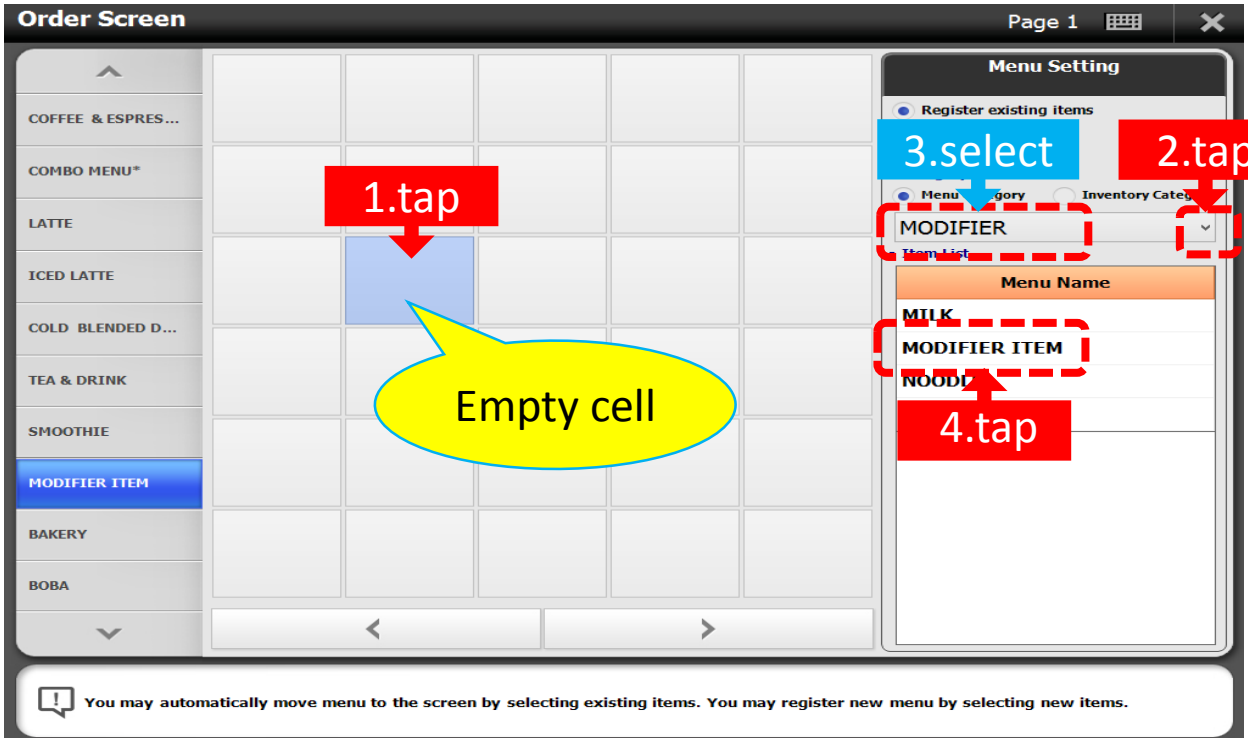 Order Screen
Page 1
COFFEE & ESPRES...
COMBO MENU*
LATTE
ICED LATTE
COLD BLENDED D...
TEA & DRINK
SMOOTHIE
MODIFIER ITEM
BAKERY
BOBA
1.tap
Empty cell
<
>
Menu Setting
Register existing items
3.select
2.tap
Menu
Inventory
MODIFIER
Item List
Menu Name
MILK
MODIFIER ITEM
4.tap
You may automatically move menu to the screen by selecting existing items. You may register new menu by selecting new items.